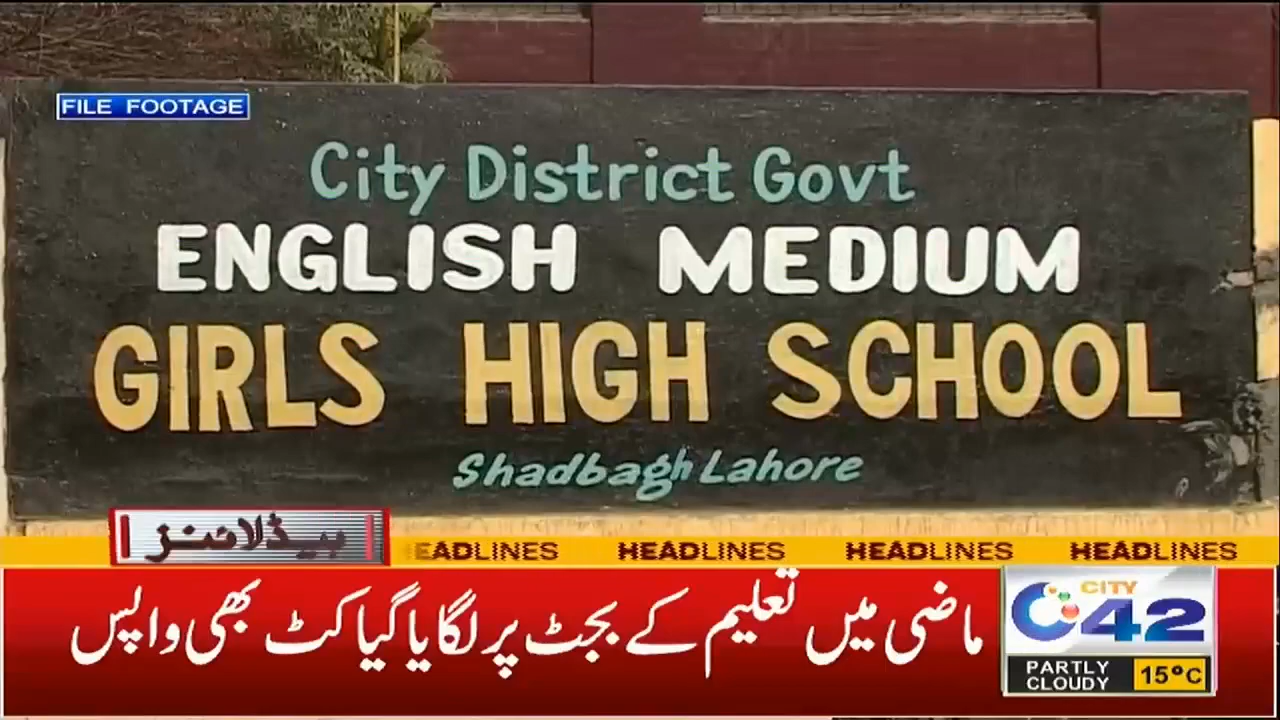 FILE FOOTAGE
City District Govt
ENGLISH MEDIUM
GIRLS HIGH SCHOOL
Shadbagh Lahore
ہیڈلائنز
EADLINES HEADLINES HEADLINES HEADLINES
ماضی میں تعلیم کے بجٹ پر لگایا گیا کٹ بھی واپس
CITY
42
PARTLY
CLOUDY
15°C